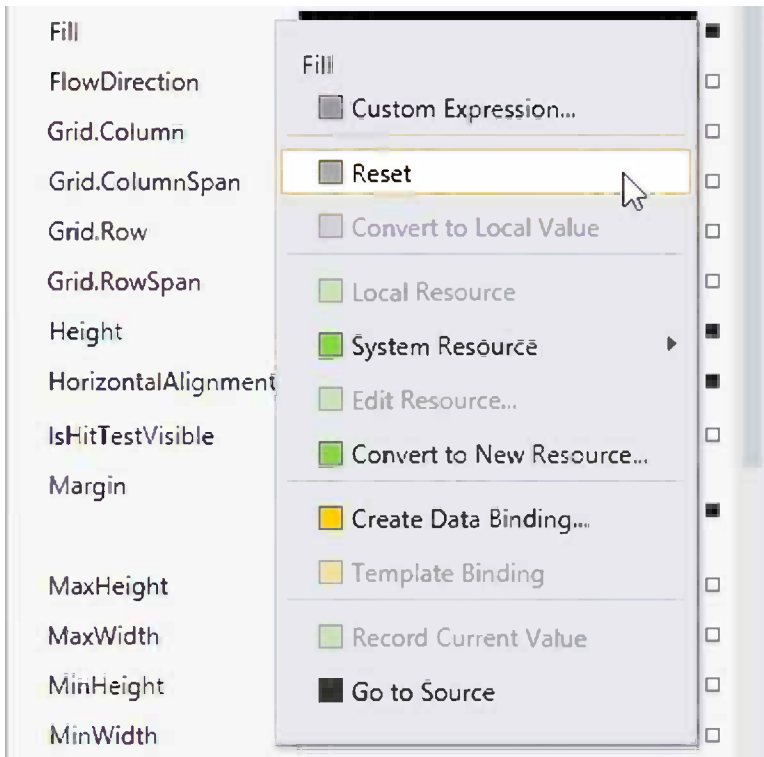 Fill
FlowDirection
Grid.Column
Grid.ColumnSpan
Grid.Row
Grid.RowSpan
Height
HorizontalAlignment
IsHitTestVisible
Margin
MaxHeight
MaxWidth
MinHeight
MinWidth
Fill
Custom Expression...
Reset
Convert to Local Value
Local Resource
System Resource
Edit Resource...
Convert to New Resource...
Create Data Binding...
Template Binding
Record Current Value
Go to Source